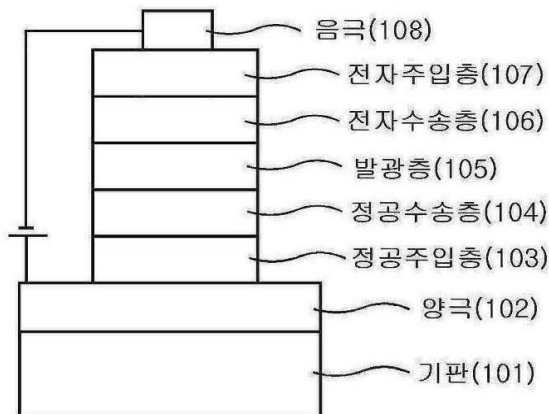 음극(108)
전자주입층(107)
전자수송층(106)
발광층(105)
정공수송층(104)
정공주입층(103)
양극(102)
기판(101)